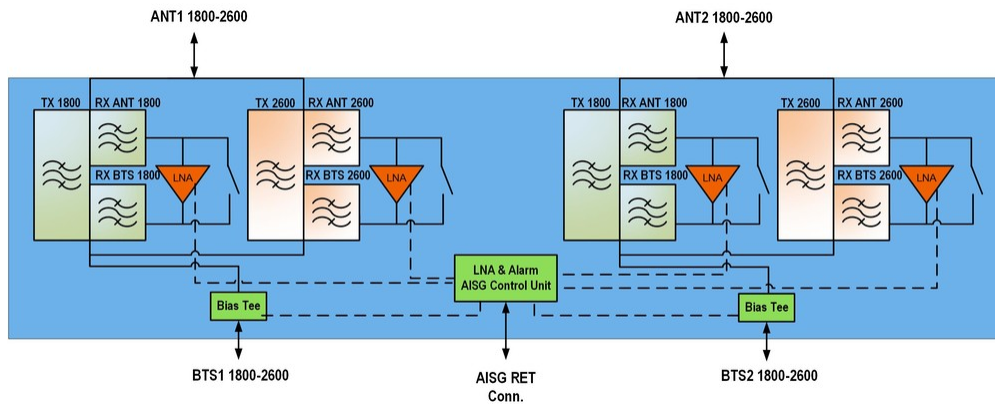 ANT1 1800-2600
ANT2 1800-2600
TX 1800
RX ANT 1800
TX 2600
RX ANT 2600
TX 1800
RX ANT 1800
TX 2600
RX ANT 2600
LNA
RX BTS 1800
LNA
RX BTS 2600
LNA
RX BTS 1800
LNA
RX BTS 2600
LNA & Alarm
AISG Control Unit
Bias Tee
Bias Tee
BTS1 1800-2600
AISG RET
Conn.
BTS2 1800-2600